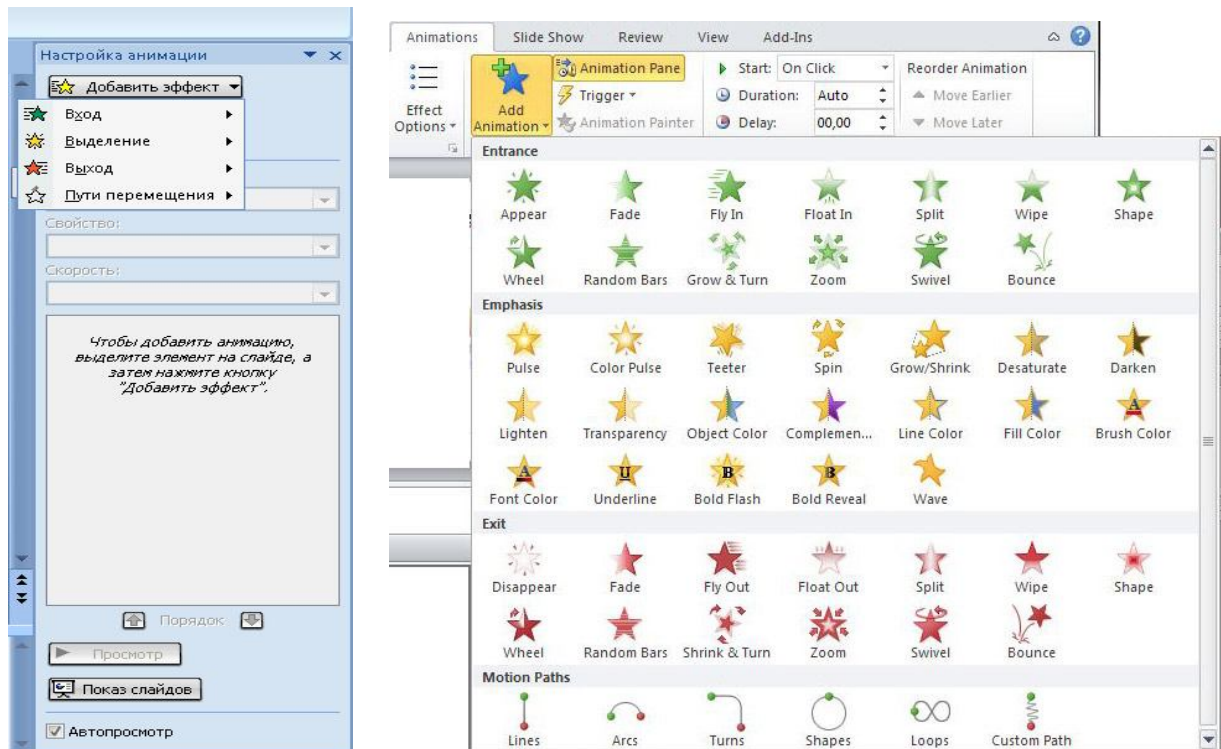 Настройка анимации
Добавить эффект
Вход
Выделение
Выход
Пути перемещения
Свойство:
Скорость:
Чтобы добавить анимацию,
выделите элемент на слайде, а
затем нажмите кнопку
"Добавить эффект".
Порядок
Просмотр
Показ слайдов
Автопросмотр
Animations Slide Show Review View Add-Ins
Effect
Options
Add
Animation
Animation Pane
Trigger
Animation Painter
Start: On Click
Duration: Auto
Delay: 00,00
Reorder Animation
Move Earlier
Move Later
Entrance
Appear Fade Fly In Float In Split Wipe Shape
Wheel Random Bars Grow & Turn Zoom Swivel Bounce
Emphasis
Pulse Color Pulse Teeter Spin Grow/Shrink Desaturate Darken
Lighten Transparency Object Color Complemen... Line Color Fill Color Brush Color
Font Color Underline Bold Flash Bold Reveal Wave
Exit
Disappear Fade Fly Out Float Out Split Wipe Shape
Wheel Random Bars Shrink & Turn Zoom Swivel Bounce
Motion Paths
Lines Arcs Turns Shapes Loops Custom Path